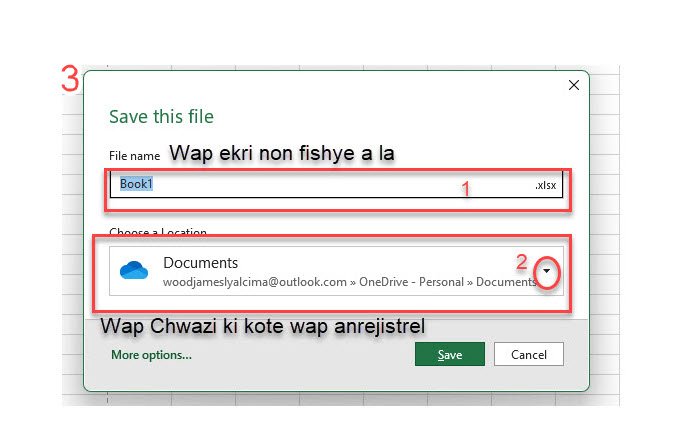 3
Save this file
File name Wap ekri non fishye a la
Book1 1 .xlsx
Choose a Location
Documents 2
woodjameslyalcima@outlook.com » OneDrive - Personal » Documents
Wap Chwazi ki kote wap anrejistrel
More options... Save Cancel